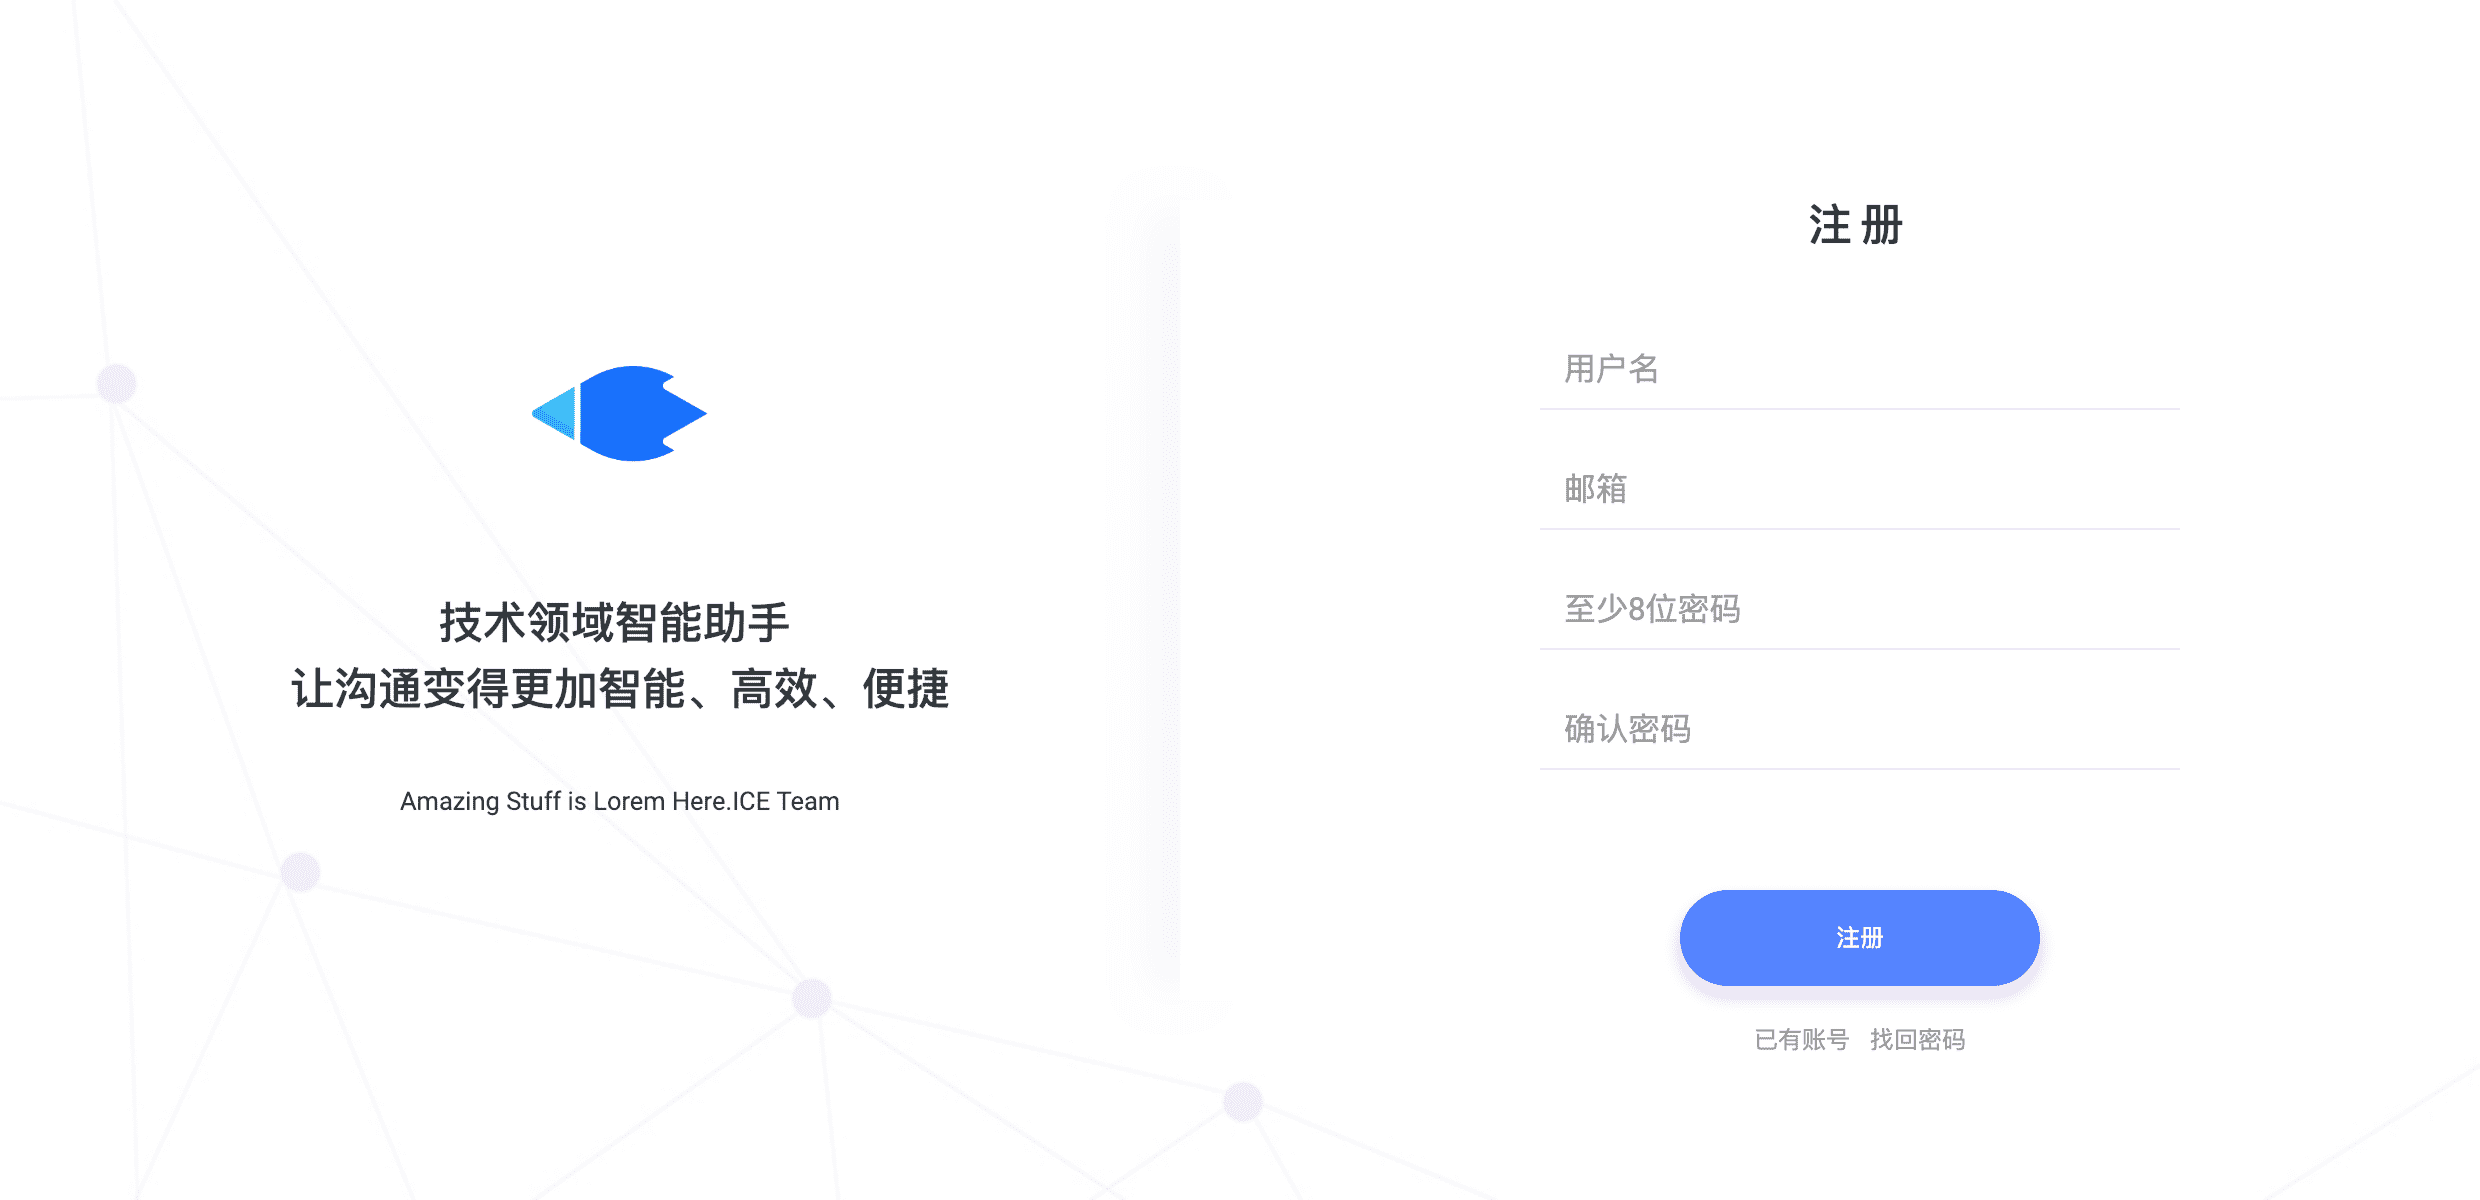 技术领域智能助手
让沟通变得更加智能、高效、便捷
Amazing Stuff is Lorem Here.ICE Team
注册
用户名
邮箱
至少8位密码
确认密码
注册
已有账号 找回密码